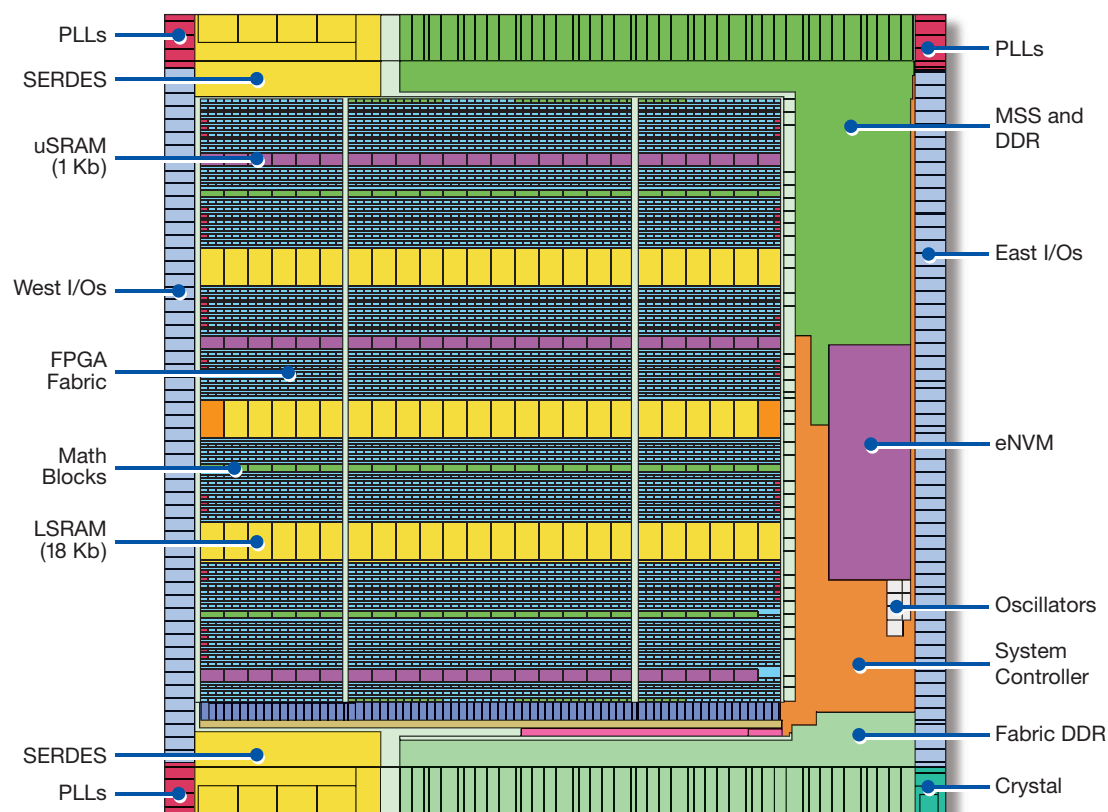 PLLs
SERDES
uSRAM
(1 Kb)
West I/Os
FPGA
Fabric
Math
Blocks
LSRAM
(18 Kb)
SERDES
PLLs
PLLs
MSS and
DDR
East I/Os
eNVM
Oscillators
System
Controller
Fabric DDR
Crystal